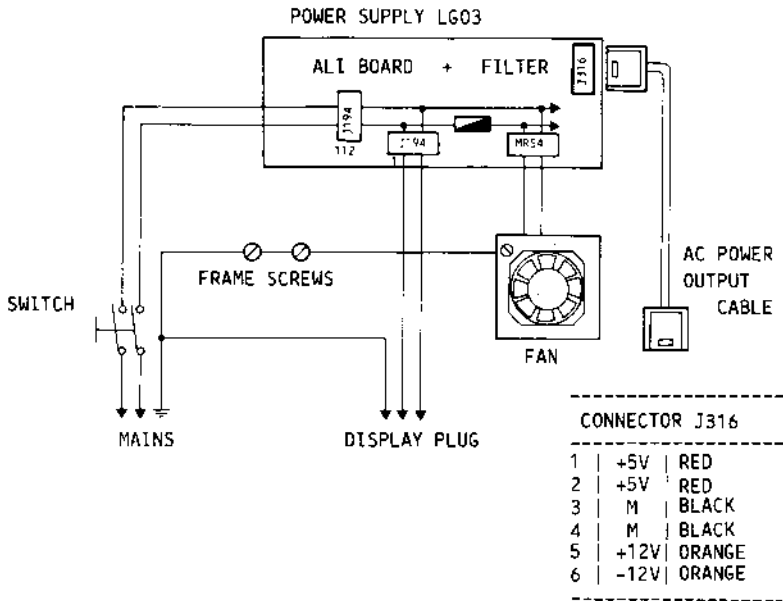 POWER SUPPLY LG03
ALI BOARD + FILTER
J316
J194
112
J194
1
MRS4
FRAME SCREWS
AC POWER
OUTPUT
CABLE
SWITCH
FAN
MAINS
DISPLAY PLUG
CONNECTOR J316
1 | +5V | RED
2 | +5V | RED
3 | M | BLACK
4 | M | BLACK
5 | +12V | ORANGE
6 | -12V | ORANGE